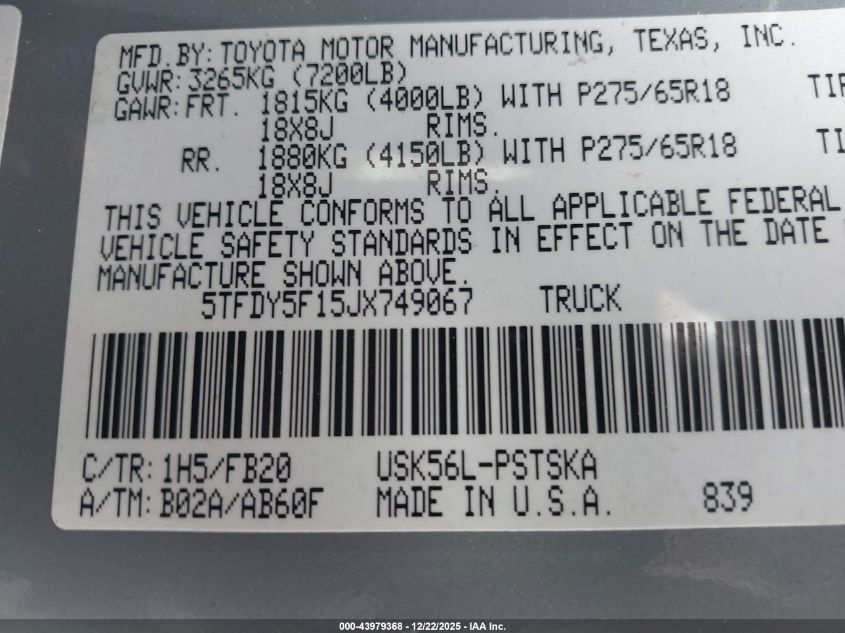 MFD.BY: TOYOTA MOTOR MANUFACTURING, TEXAS, INC.
GVWR: 3265KG (7200LB)
GAWR: FRT. 1815KG (4000LB) WITH P275/65R18
18X8J RIMS.
RR. 1880KG (4150LB) WITH P275/65R18
18X8J RIMS.
THIS VEHICLE CONFORMS TO ALL APPLICABLE FEDERAL
VEHICLE SAFETY STANDARDS IN EFFECT ON THE DATE
MANUFACTURE SHOWN ABOVE.
5TFDY5F15JX749067 TRUCK
C/TR: 1H5/FB20 USK56L-PSTSKA
A/TM: B02A/AB60F MADE IN U.S.A. 839
000-43979368 - 12/22/2025 - IAA Inc.